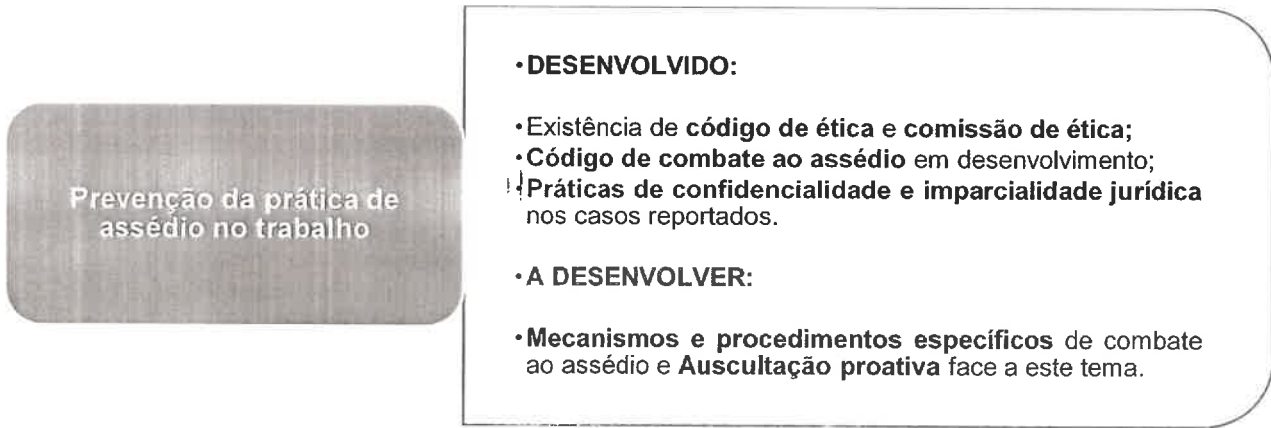 Prevenção da prática de
assédio no trabalho
•DESENVOLVIDO:
•Existência de código de ética e comissão de ética;
•Código de combate ao assédio em desenvolvimento;
•Práticas de confidencialidade e imparcialidade jurídica
nos casos reportados.
•A DESENVOLVER:
•Mecanismos e procedimentos específicos de combate
ao assédio e Auscultação proativa face a este tema.